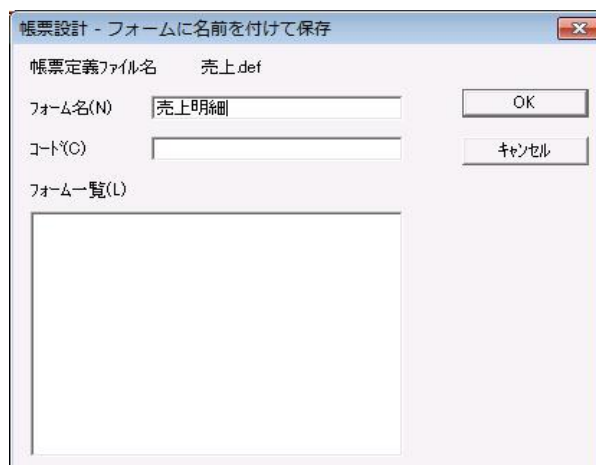 帳票設計 - フォームに名前を付けて保存
帳票定義ファイル名 売上.def
フォーム名(N) 売上明細
OK
コード(C)
キャンセル
フォーム一覧(L)